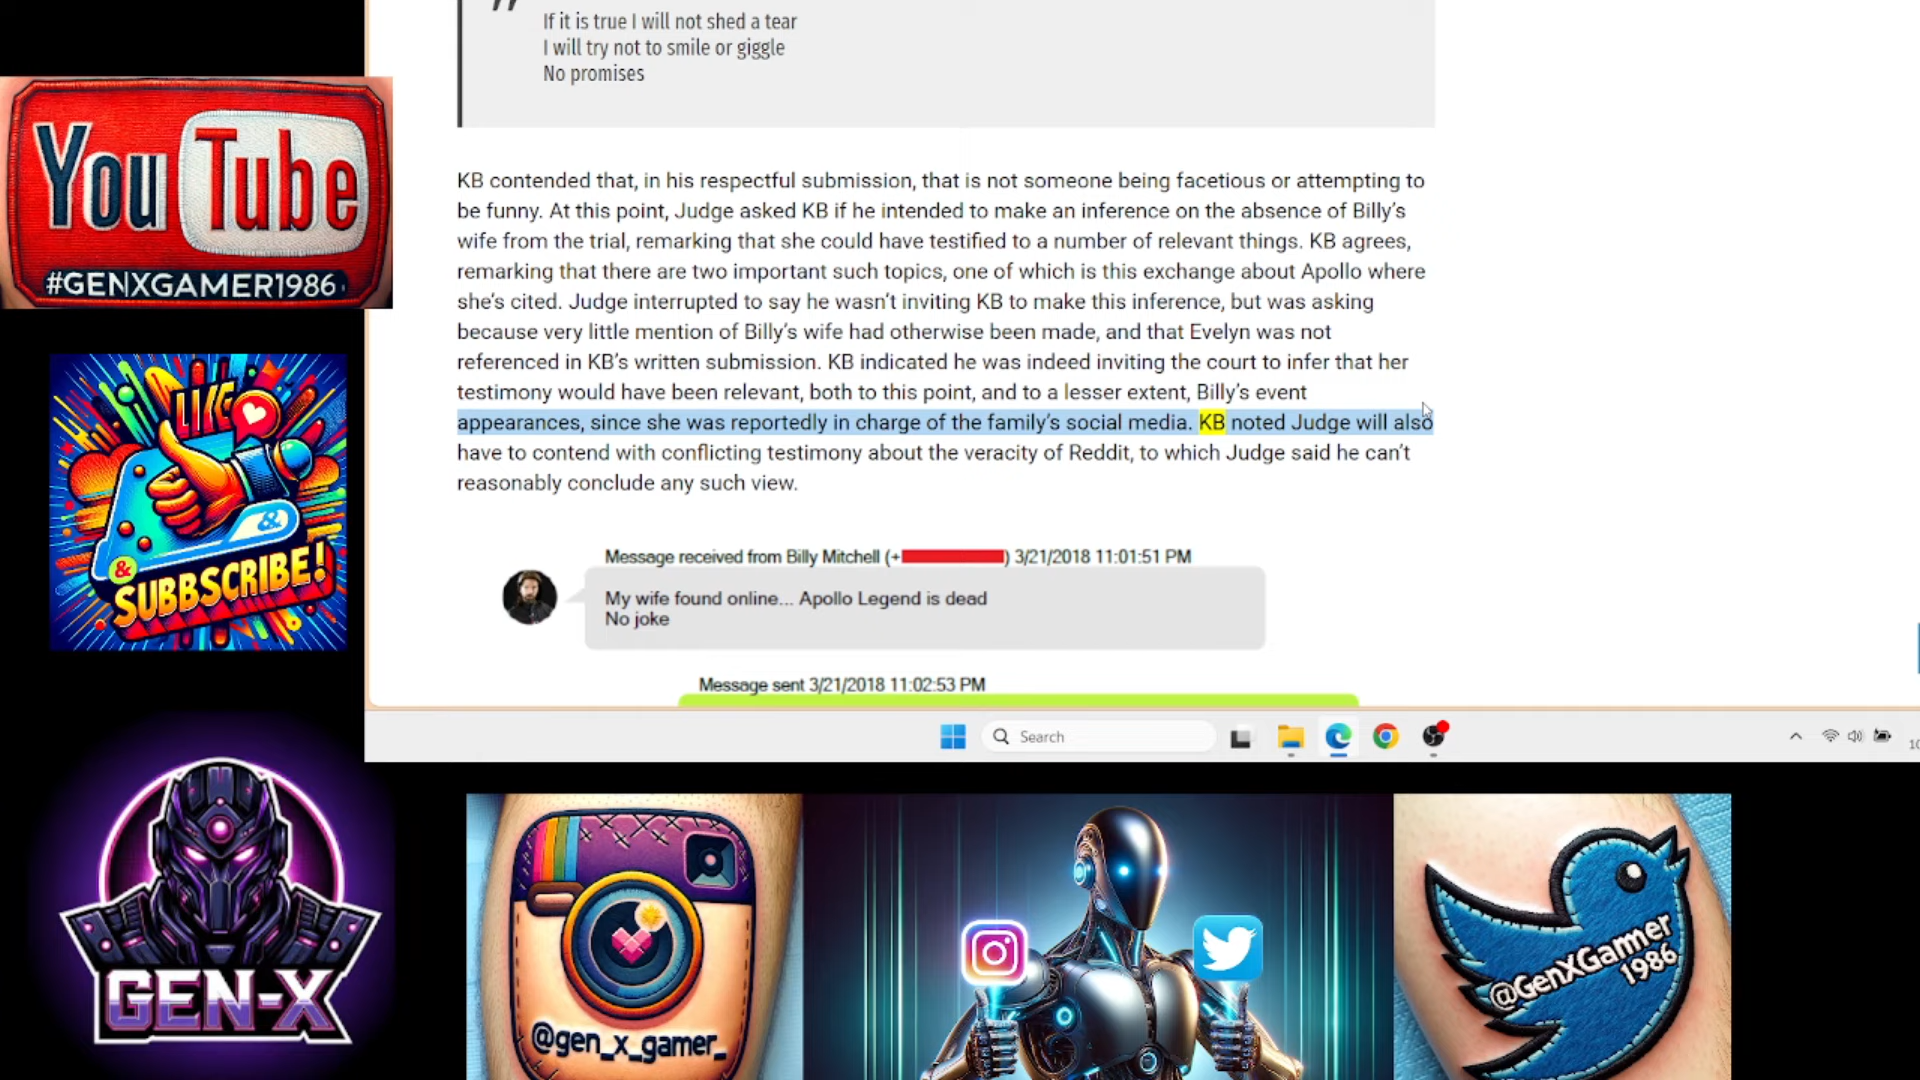 If it is true I will not shed a tear
I will try not to smile or giggle
No promises
YouTube
#GENXGAMER1986
KB contended that, in his respectful submission, that is not someone being facetious or attempting to
be funny. At this point, Judge asked KB if he intended to make an inference on the absence of Billy’s
wife from the trial, remarking that she could have testified to a number of relevant things. KB agrees,
remarking that there are two important such topics, one of which is this exchange about Apollo where
she’s cited. Judge interrupted to say he wasn’t inviting KB to make this inference, but was asking
because very little mention of Billy’s wife had otherwise been made, and that Evelyn was not
referenced in KB’s written submission. KB indicated he was indeed inviting the court to infer that her
testimony would have been relevant, both to this point, and to a lesser extent, Billy’s event
appearances, since she was reportedly in charge of the family’s social media. KB noted Judge will also
have to contend with conflicting testimony about the veracity of Reddit, to which Judge said he can’t
reasonably conclude any such view.
LIKE
&
&
SUBBSCRIBE!
Message received from Billy Mitchell (+ ) 3/21/2018 11:01:51 PM
My wife found online... Apollo Legend is dead
No joke
Message sent 3/21/2018 11:02:53 PM
Search
GEN-X
@gen_x_gamer_
@GenXGamer
1986